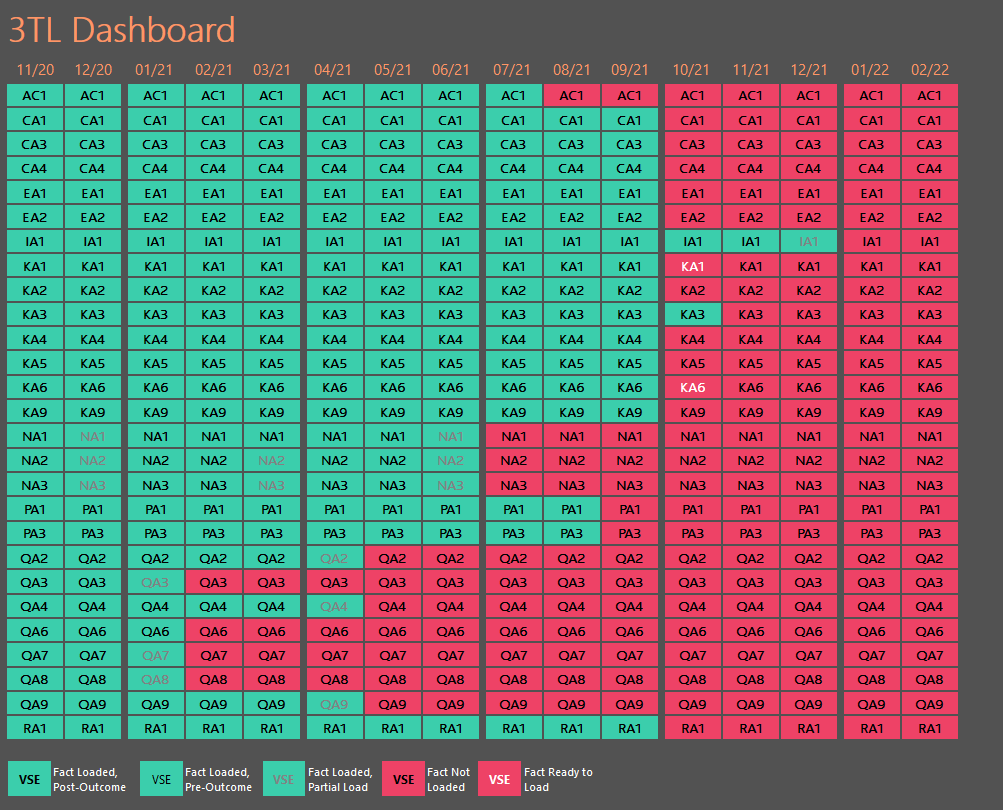 3TL Dashboard
11/20 12/20 01/21 02/21 03/21 04/21 05/21 06/21 07/21 08/21 09/21 10/21 11/21 12/21 01/22 02/22
AC1 AC1 AC1 AC1 AC1 AC1 AC1 AC1 AC1 AC1 AC1 AC1 AC1 AC1 AC1 AC1
CA1 CA1 CA1 CA1 CA1 CA1 CA1 CA1 CA1 CA1 CA1 CA1 CA1 CA1 CA1 CA1
CA3 CA3 CA3 CA3 CA3 CA3 CA3 CA3 CA3 CA3 CA3 CA3 CA3 CA3 CA3 CA3
CA4 CA4 CA4 CA4 CA4 CA4 CA4 CA4 CA4 CA4 CA4 CA4 CA4 CA4 CA4 CA4
EA1 EA1 EA1 EA1 EA1 EA1 EA1 EA1 EA1 EA1 EA1 EA1 EA1 EA1 EA1 EA1
EA2 EA2 EA2 EA2 EA2 EA2 EA2 EA2 EA2 EA2 EA2 EA2 EA2 EA2 EA2 EA2
IA1 IA1 IA1 IA1 IA1 IA1 IA1 IA1 IA1 IA1 IA1 IA1 IA1 IA1 IA1 IA1
KA1 KA1 KA1 KA1 KA1 KA1 KA1 KA1 KA1 KA1 KA1 KA1 KA1 KA1 KA1 KA1
KA2 KA2 KA2 KA2 KA2 KA2 KA2 KA2 KA2 KA2 KA2 KA2 KA2 KA2 KA2 KA2
KA3 KA3 KA3 KA3 KA3 KA3 KA3 KA3 KA3 KA3 KA3 KA3 KA3 KA3 KA3 KA3
KA4 KA4 KA4 KA4 KA4 KA4 KA4 KA4 KA4 KA4 KA4 KA4 KA4 KA4 KA4 KA4
KA5 KA5 KA5 KA5 KA5 KA5 KA5 KA5 KA5 KA5 KA5 KA5 KA5 KA5 KA5 KA5
KA6 KA6 KA6 KA6 KA6 KA6 KA6 KA6 KA6 KA6 KA6 KA6 KA6 KA6 KA6 KA6
KA9 KA9 KA9 KA9 KA9 KA9 KA9 KA9 KA9 KA9 KA9 KA9 KA9 KA9 KA9 KA9
NA1 NA1 NA1 NA1 NA1 NA1 NA1 NA1 NA1 NA1 NA1 NA1 NA1 NA1 NA1 NA1
NA2 NA2 NA2 NA2 NA2 NA2 NA2 NA2 NA2 NA2 NA2 NA2 NA2 NA2 NA2 NA2
NA3 NA3 NA3 NA3 NA3 NA3 NA3 NA3 NA3 NA3 NA3 NA3 NA3 NA3 NA3 NA3
PA1 PA1 PA1 PA1 PA1 PA1 PA1 PA1 PA1 PA1 PA1 PA1 PA1 PA1 PA1 PA1
PA3 PA3 PA3 PA3 PA3 PA3 PA3 PA3 PA3 PA3 PA3 PA3 PA3 PA3 PA3 PA3
QA2 QA2 QA2 QA2 QA2 QA2 QA2 QA2 QA2 QA2 QA2 QA2 QA2 QA2 QA2 QA2
QA3 QA3 QA3 QA3 QA3 QA3 QA3 QA3 QA3 QA3 QA3 QA3 QA3 QA3 QA3 QA3
QA4 QA4 QA4 QA4 QA4 QA4 QA4 QA4 QA4 QA4 QA4 QA4 QA4 QA4 QA4 QA4
QA6 QA6 QA6 QA6 QA6 QA6 QA6 QA6 QA6 QA6 QA6 QA6 QA6 QA6 QA6 QA6
QA7 QA7 QA7 QA7 QA7 QA7 QA7 QA7 QA7 QA7 QA7 QA7 QA7 QA7 QA7 QA7
QA8 QA8 QA8 QA8 QA8 QA8 QA8 QA8 QA8 QA8 QA8 QA8 QA8 QA8 QA8 QA8
QA9 QA9 QA9 QA9 QA9 QA9 QA9 QA9 QA9 QA9 QA9 QA9 QA9 QA9 QA9 QA9
RA1 RA1 RA1 RA1 RA1 RA1 RA1 RA1 RA1 RA1 RA1 RA1 RA1 RA1 RA1 RA1
VSE
Fact Loaded,
Post-Outcome
VSE
Fact Loaded,
Pre-Outcome
VSE
Fact Loaded,
Partial Load
VSE
Fact Not
Loaded
VSE
Fact Ready to
Load